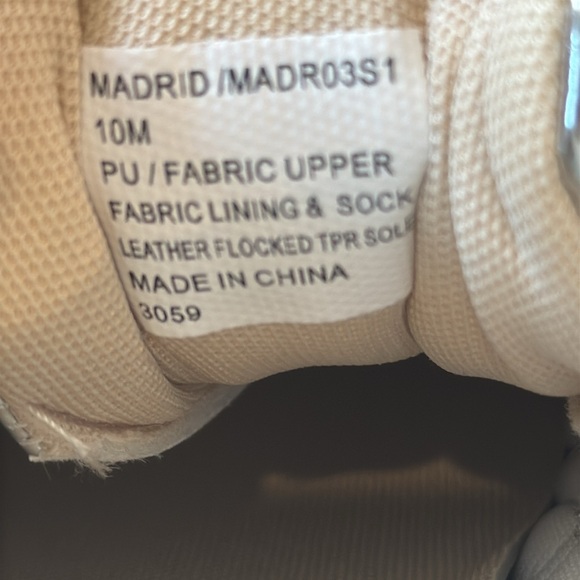 MADRID /MADR03S1
10M
PU / FABRIC UPPER
FABRIC LINING & SOCK
LEATHER FLOCKED TPR SOLE
MADE IN CHINA
3059